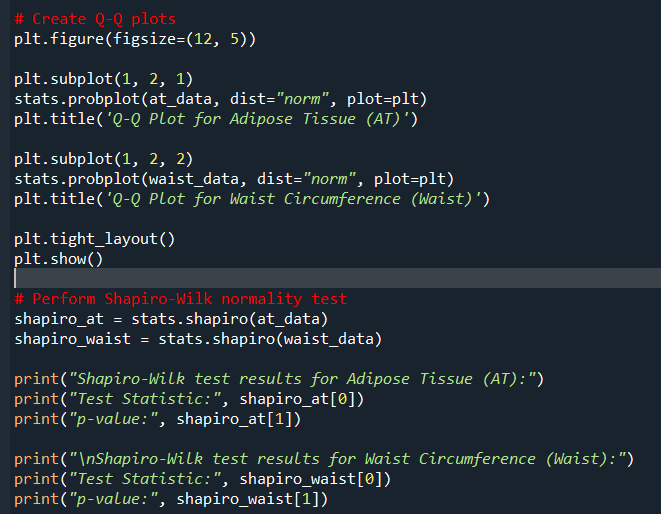 # Create Q-Q plots
plt.figure(figsize=(12, 5))
plt.subplot(1, 2, 1)
stats.probplot(at_data, dist="norm", plot=plt)
plt.title('Q-Q Plot for Adipose Tissue (AT)')
plt.subplot(1, 2, 2)
stats.probplot(waist_data, dist="norm", plot=plt)
plt.title('Q-Q Plot for Waist Circumference (Waist)')
plt.tight_layout()
plt.show()
# Perform Shapiro-Wilk normality test
shapiro_at = stats.shapiro(at_data)
shapiro_waist = stats.shapiro(waist_data)
print("Shapiro-Wilk test results for Adipose Tissue (AT):")
print("Test Statistic:", shapiro_at[0])
print("p-value:", shapiro_at[1])
print("\nShapiro-Wilk test results for Waist Circumference (Waist):")
print("Test Statistic:", shapiro_waist[0])
print("p-value:", shapiro_waist[1])